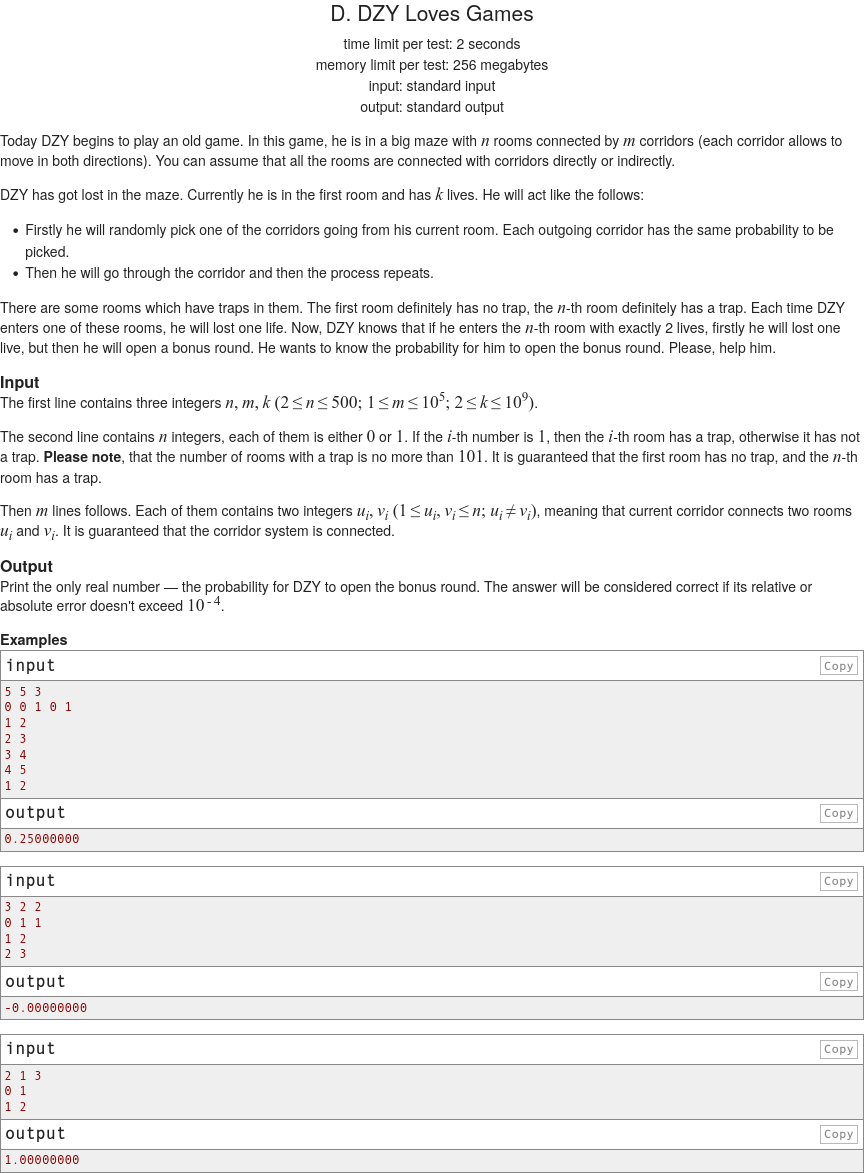 D. DZY Loves Games
time limit per test: 2 seconds
memory limit per test: 256 megabytes
input: standard input
output: standard output
Today DZY begins to play an old game. In this game, he is in a big maze with n rooms connected by m corridors (each corridor allows to
move in both directions). You can assume that all the rooms are connected with corridors directly or indirectly.
DZY has got lost in the maze. Currently he is in the first room and has k lives. He will act like the follows:
• Firstly he will randomly pick one of the corridors going from his current room. Each outgoing corridor has the same probability to be
picked.
• Then he will go through the corridor and then the process repeats.
There are some rooms which have traps in them. The first room definitely has no trap, the n-th room definitely has a trap. Each time DZY
enters one of these rooms, he will lost one life. Now, DZY knows that if he enters the n-th room with exactly 2 lives, firstly he will lost one
live, but then he will open a bonus round. He wants to know the probability for him to open the bonus round. Please, help him.
Input
The first line contains three integers n, m, k (2 ≤ n ≤ 500; 1 ≤ m ≤ 10^5; 2 ≤ k ≤ 10^9).
The second line contains n integers, each of them is either 0 or 1. If the i-th number is 1, then the i-th room has a trap, otherwise it has not
a trap. Please note, that the number of rooms with a trap is no more than 101. It is guaranteed that the first room has no trap, and the n-th
room has a trap.
Then m lines follows. Each of them contains two integers u_i, v_i (1 ≤ u_i, v_i ≤ n; u_i ≠ v_i), meaning that current corridor connects two rooms
u_i and v_i. It is guaranteed that the corridor system is connected.
Output
Print the only real number — the probability for DZY to open the bonus round. The answer will be considered correct if its relative or
absolute error doesn't exceed 10^-4.
Examples
input Copy
5 5 3
0 0 1 0 1
1 2
2 3
3 4
4 5
1 2
output Copy
0.25000000
input Copy
3 2 2
0 1 1
1 2
2 3
output Copy
-0.00000000
input Copy
2 1 3
0 1
1 2
output Copy
1.00000000